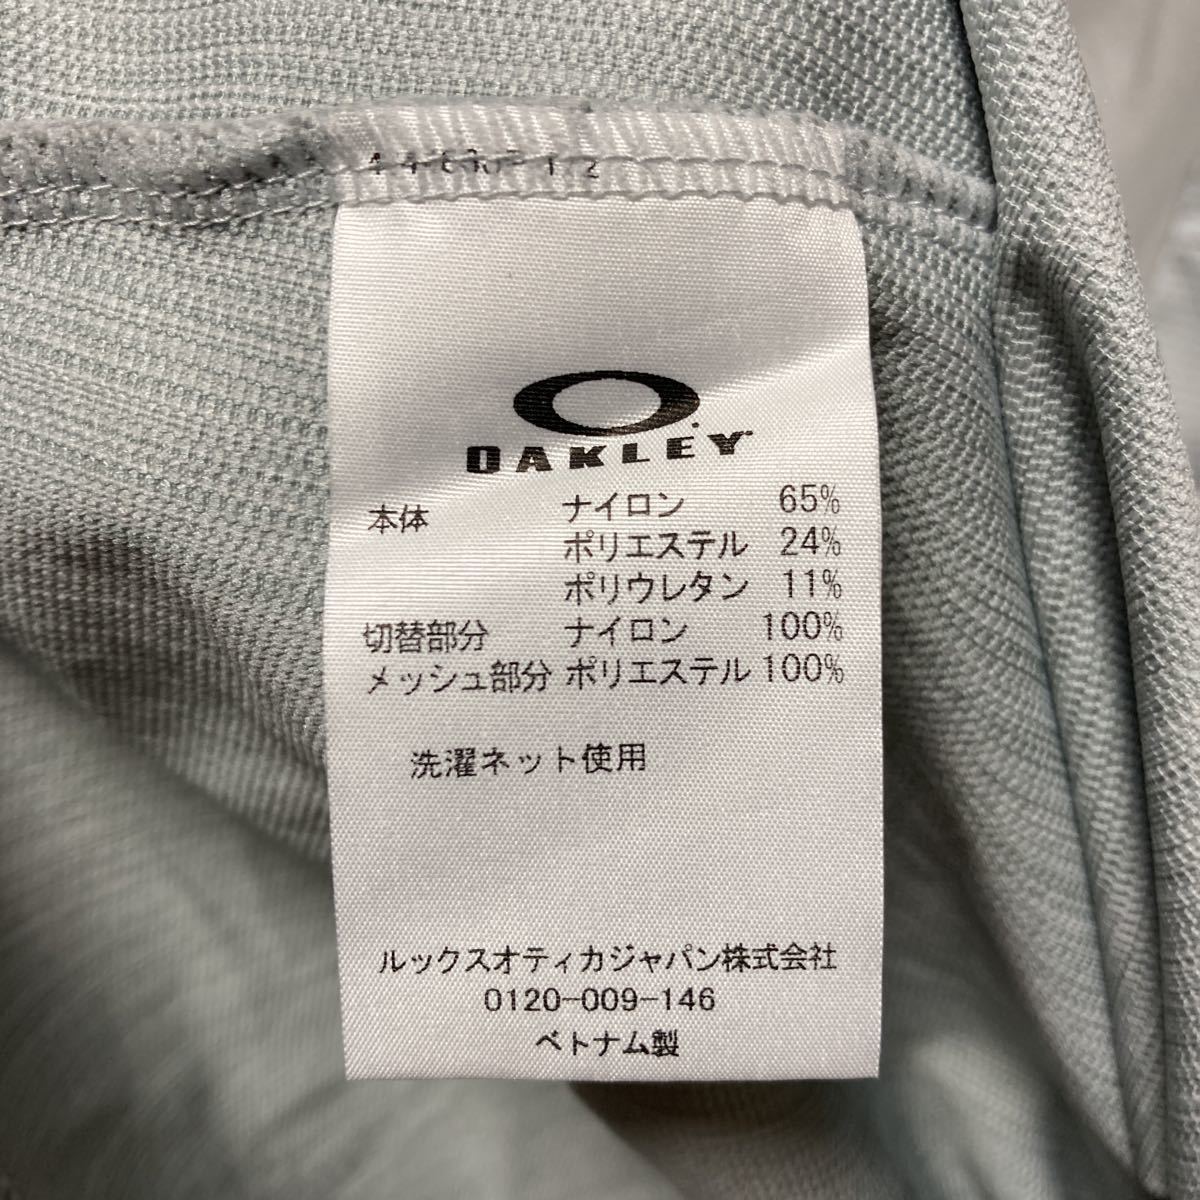 OAKLEY
本体 ナイロン 65%
ポリエステル 24%
ポリウレタン 11%
切替部分 ナイロン 100%
メッシュ部分 ポリエステル 100%
洗濯ネット使用
ルックスオティカジャパン株式会社
0120-009-146
ベトナム製